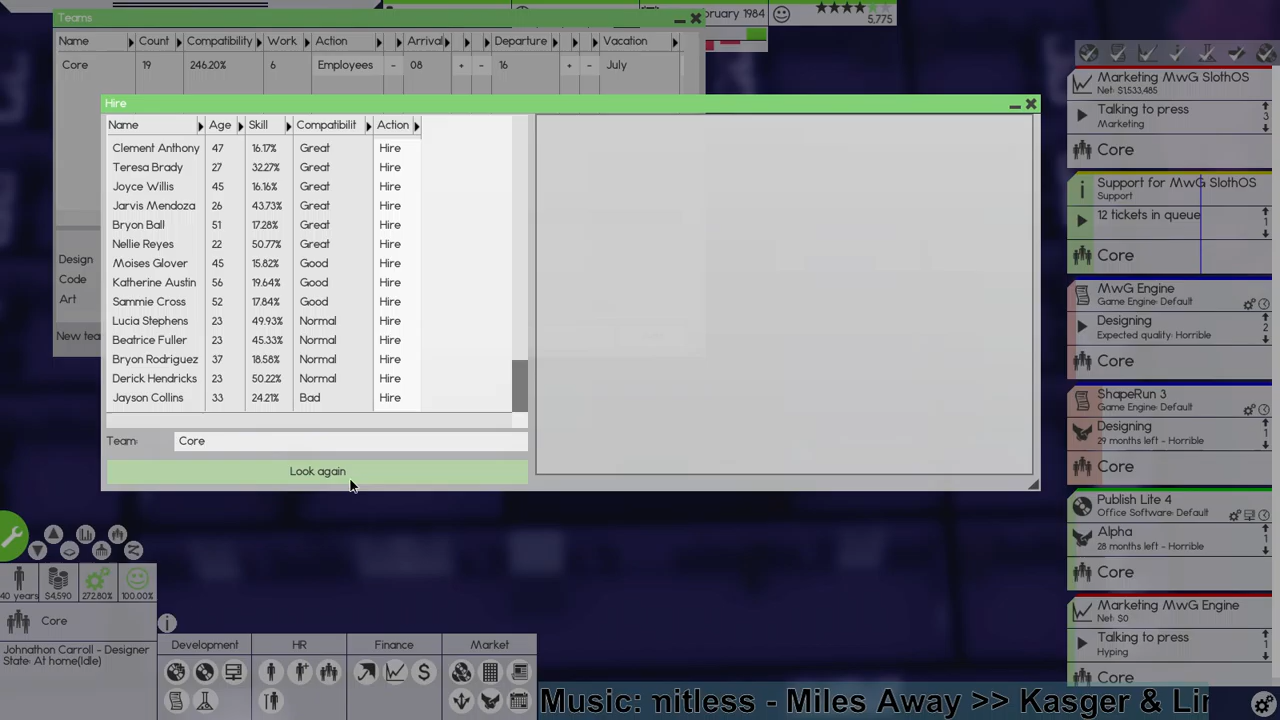 Teams
bruary 1984
5,775
Name Count Compatibility Work Action Arrival Departure Vacation
Core 19 246.20% 6 Employees - 08 + - 16 + - July
Hire
Name Age Skill Compatibilit Action
Clement Anthony 47 16.17% Great Hire
Teresa Brady 27 32.27% Great Hire
Joyce Willis 45 16.16% Great Hire
Jarvis Mendoza 26 43.73% Great Hire
Bryon Ball 51 17.28% Great Hire
Nellie Reyes 22 50.77% Great Hire
Moises Glover 45 15.82% Good Hire
Katherine Austin 56 19.64% Good Hire
Sammie Cross 52 17.84% Good Hire
Lucia Stephens 23 49.93% Normal Hire
Beatrice Fuller 23 45.33% Normal Hire
Bryon Rodriguez 37 18.58% Normal Hire
Derick Hendricks 23 50.22% Normal Hire
Jayson Collins 33 24.21% Bad Hire
Team: Core
Look again
Design
Code
Art
New tea
Marketing MwG SlothOS
Net: $1,533,485
Talking to press 3
Marketing
Core
Support for MwG SlothOS
Support
12 tickets in queue 1
Core
MwG Engine
Game Engine: Default
Designing 2
Expected quality: Horrible
Core
ShapeRun 3
Game Engine: Default
Designing 1
29 months left - Horrible
Core
Publish Lite 4
Office Software: Default
Alpha 1
28 months left - Horrible
Core
Marketing MwG Engine
Net: $0
Talking to press 1
Hyping
Core
40 years $4,590 272.80% 100.00%
Core
Johnathon Carroll - Designer
State: At home(Idle)
Development HR Finance Market
Music: mitless - Miles Away >> Kasger & Lir